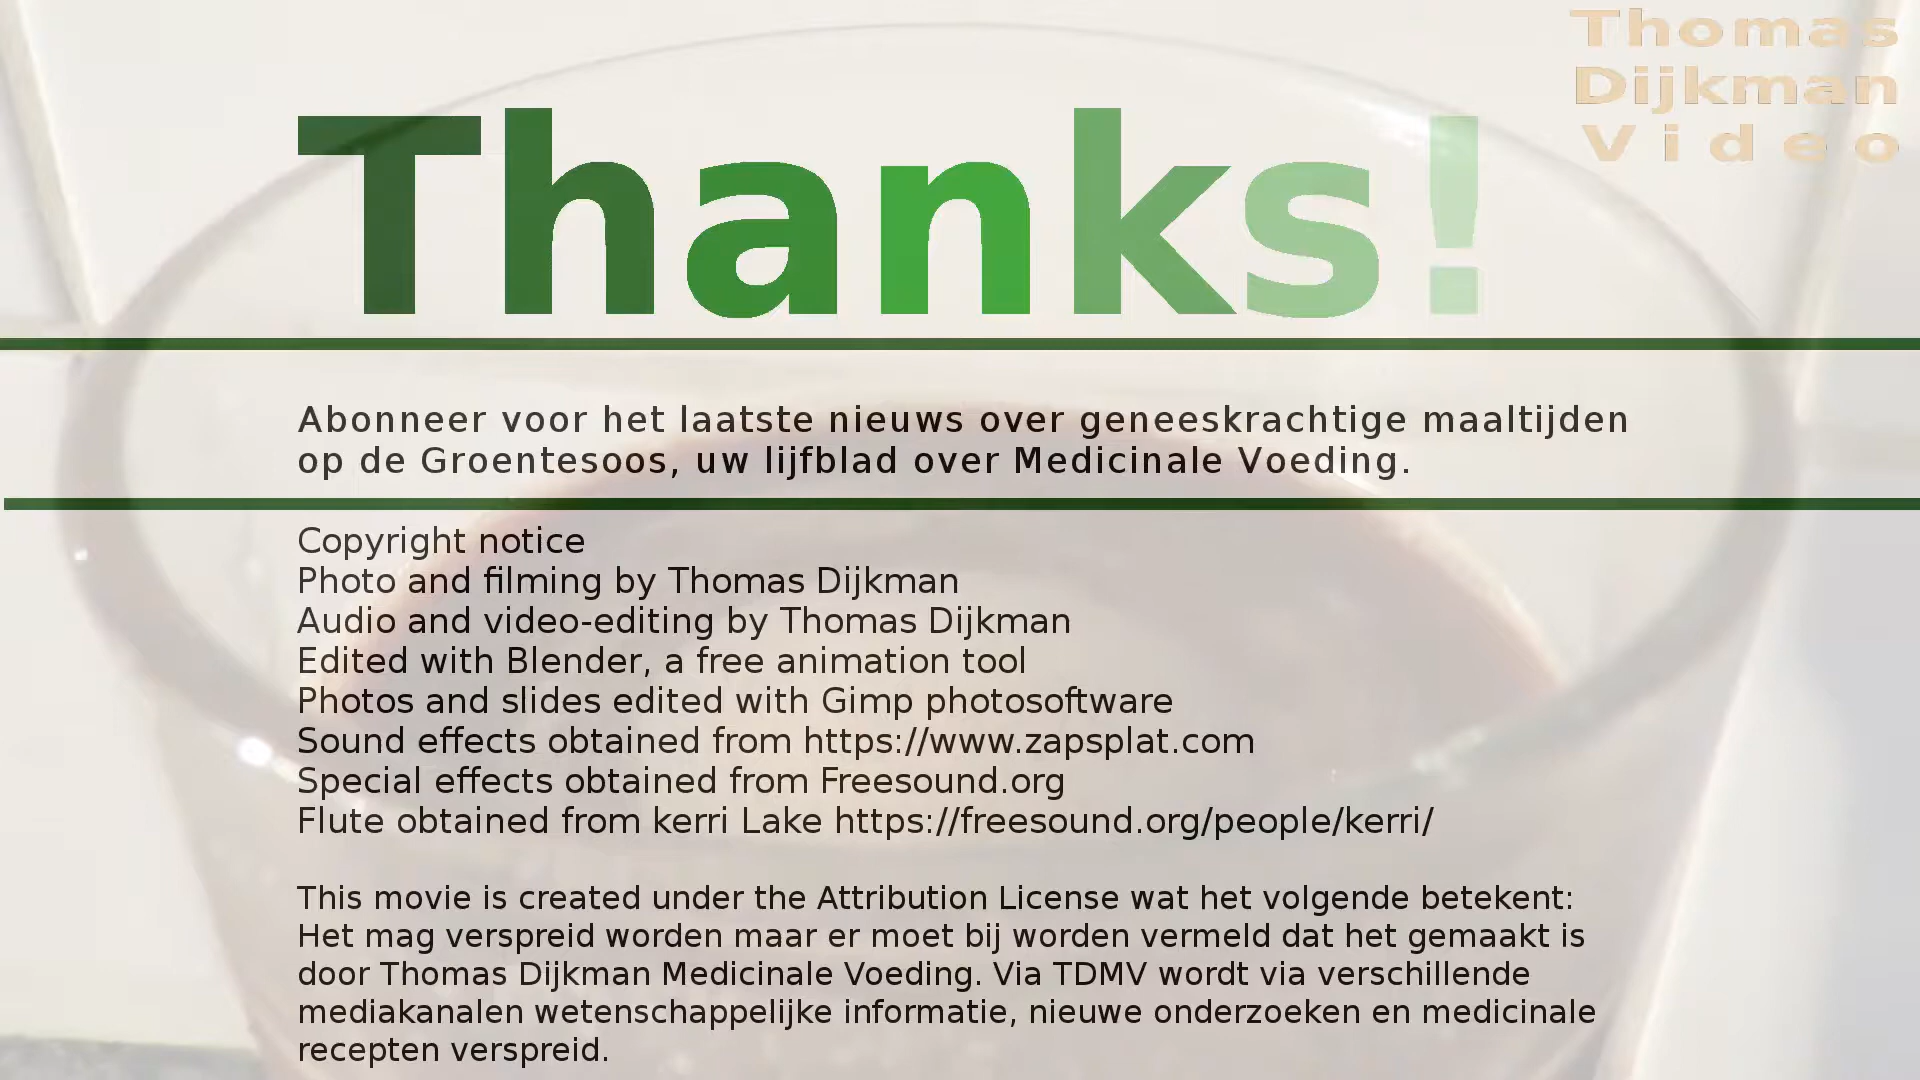 Thomas
Dijkman
Video
Thanks!
Abonneer voor het laatste nieuws over geneeskrachtige maaltijden
op de Groentesoos, uw lijfblad over Medicinale Voeding.
Copyright notice
Photo and filming by Thomas Dijkman
Audio and video-editing by Thomas Dijkman
Edited with Blender, a free animation tool
Photos and slides edited with Gimp photosoftware
Sound effects obtained from https://www.zapsplat.com
Special effects obtained from Freesound.org
Flute obtained from kerri Lake https://freesound.org/people/kerri/
This movie is created under the Attribution License wat het volgende betekent:
Het mag verspreid worden maar er moet bij worden vermeld dat het gemaakt is
door Thomas Dijkman Medicinale Voeding. Via TDMV wordt via verschillende
mediakanalen wetenschappelijke informatie, nieuwe onderzoeken en medicinale
recepten verspreid.